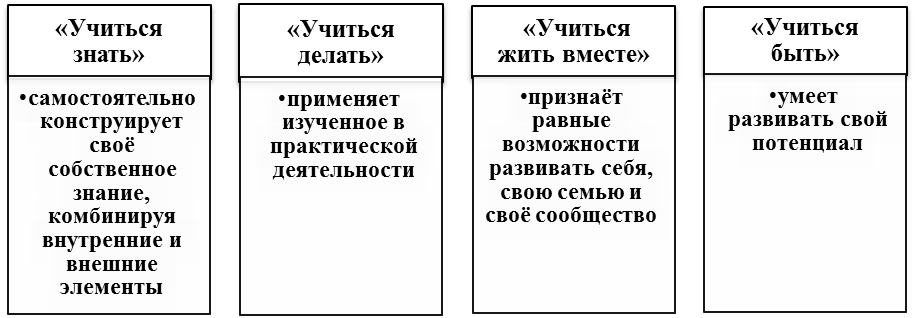 «Учиться
знать»
•самостоятельно
конструирует
своё
собственное
знание,
комбинируя
внутренние и
внешние
элементы
«Учиться
делать»
•применяет
изученное в
практической
деятельности
«Учиться
жить вместе»
•признаёт
равные
возможности
развивать себя,
свою семью и
своё сообщество
«Учиться
быть»
•умеет
развивать свой
потенциал